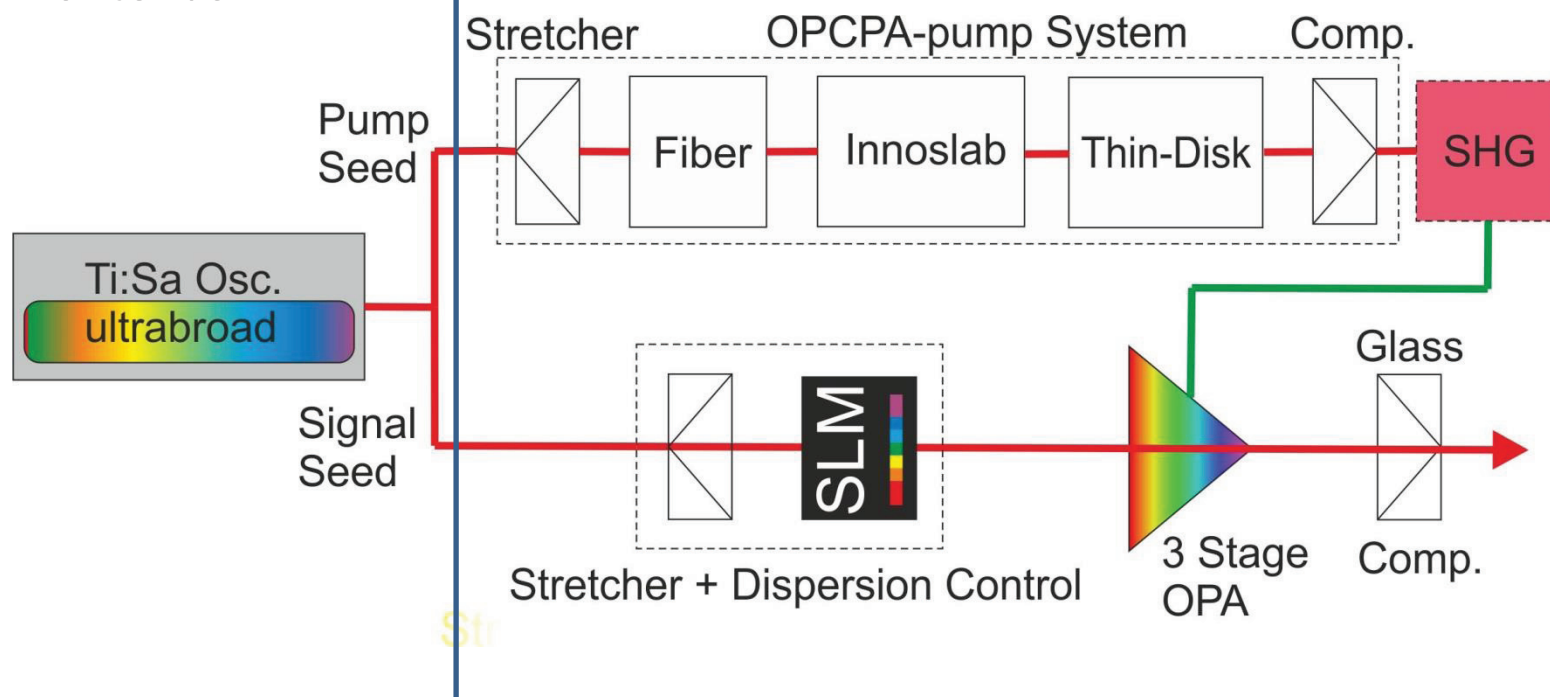 Stretcher
OPCPA-pump System
Comp.
Pump
Seed
Fiber
Innoslab
Thin-Disk
SHG
Ti:Sa Osc.
ultrabroad
Signal
Seed
SLM
Glass
Comp.
3 Stage
OPA
Stretcher + Dispersion Control
Str